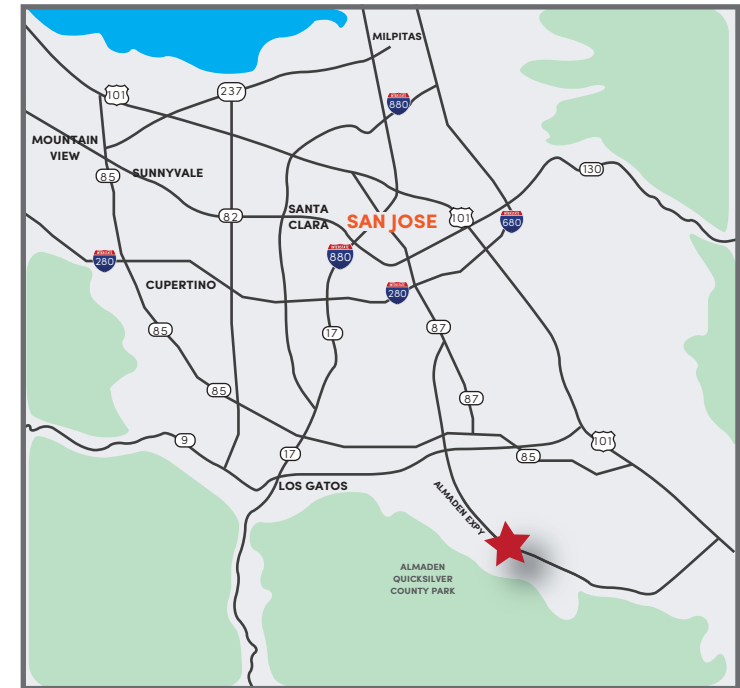 MILPITAS
101
237
880
MOUNTAIN
VIEW
SUNNYVALE
130
85
82
SANTA
CLARA
SAN JOSE
101
680
880
280
CUPERTINO
280
85
17
87
85
87
9
17
101
85
LOS GATOS
ALMADEN EXPY
ALMADEN
QUICKSILVER
COUNTY PARK